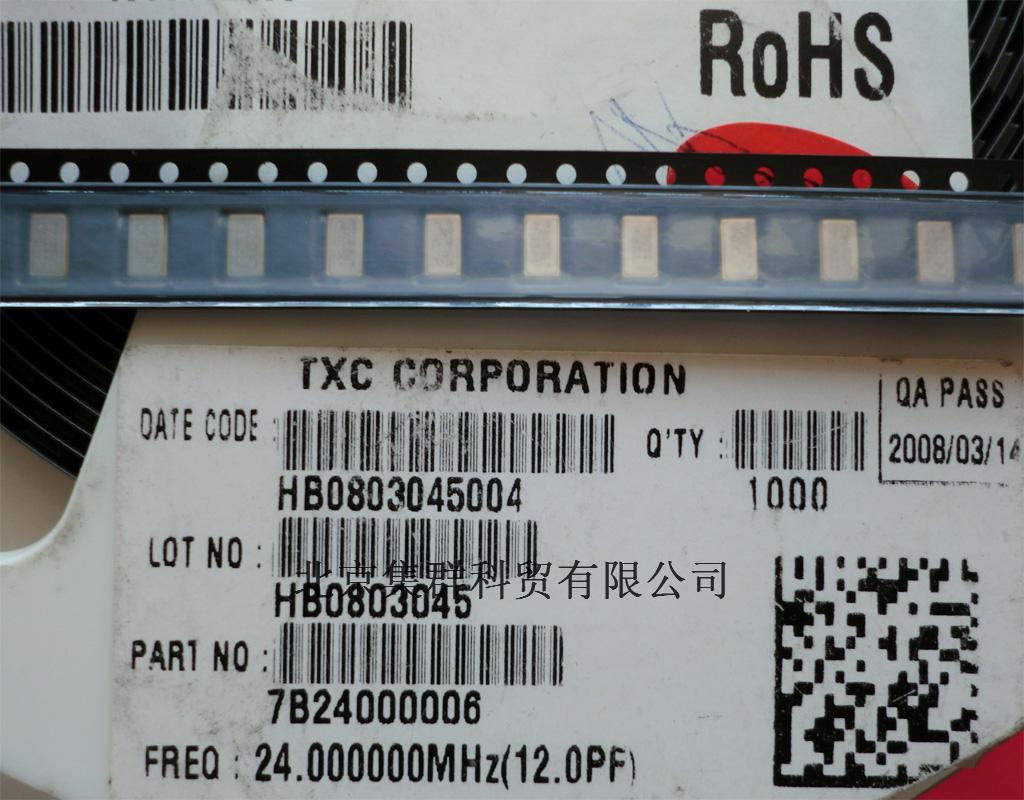 RoHS
TXC CORPORATION
QA PASS
DATE CODE :
Q'TY :
2008/03/14
HB0803045004
1000
LOT NO :
北京集群科贸有限公司
HB0803045
PART NO :
7B24000006
FREQ : 24.000000MHz(12.0PF)